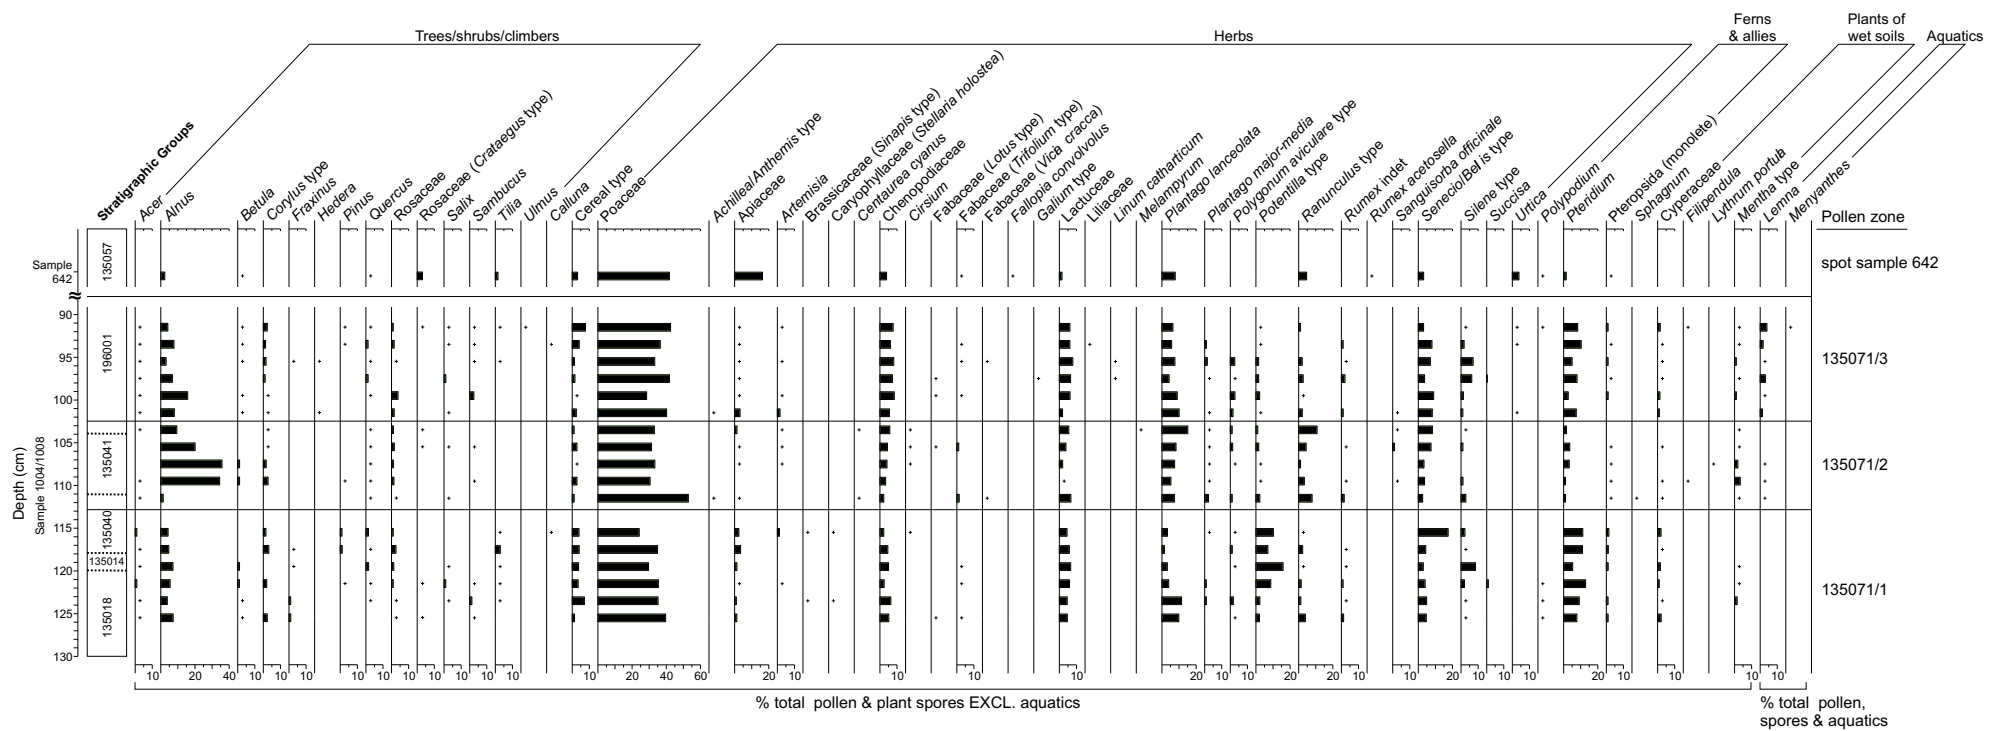 Trees/shrubs/climbers
Herbs
Ferns
& allies
Plants of
wet soils
Aquatics
Stratigraphic Groups
Acer
Alnus
Betula
Corylus type
Fraxinus
Hedera
Pinus
Quercus
Rosaceae
Rosaceae (Crataegus type)
Salix
Sambucus
Tilia
Ulmus
Calluna
Cereal type
Poaceae
Achillea/Anthemis type
Apiaceae
Artemisia
Brassicaceae (Sinapis type)
Caryophyllaceae (Stellaria holostea)
Centaurea cyanus
Chenopodiaceae
Cirsium
Fabaceae (Lotus type)
Fabaceae (Trifolium type)
Fabaceae (Vicia cracca)
Fallopia convolvulus
Galium type
Lactuceae
Liliaceae
Linum catharticum
Melampyrum
Plantago lanceolata
Plantago major-media
Polygonum aviculare type
Potentilla type
Ranunculus type
Rumex indet
Rumex acetosella
Sanguisorba officinale
Senecio/Bellis type
Silene type
Succisa
Urtica
Polypodium
Pteridium
Pteropsida (monolete)
Sphagnum
Cyperaceae
Filipendula
Lythrum portula
Mentha type
Lemna
Menyanthes
Pollen zone
Sample
642
135057
spot sample 642
≈
Depth (cm)
Sample 1004/1008
90
95
100
105
110
115
120
125
130
196001
135041
135040
135014
135018
135071/3
135071/2
135071/1
10 20 40 10 10 10 10 10 10 10 10 10 10 10 20 40 60 20 10 10 10 10 20 10 10 20 20 10 10 20 10 10 10 20 10 10 10 10
% total pollen & plant spores EXCL. aquatics
% total pollen,
spores & aquatics